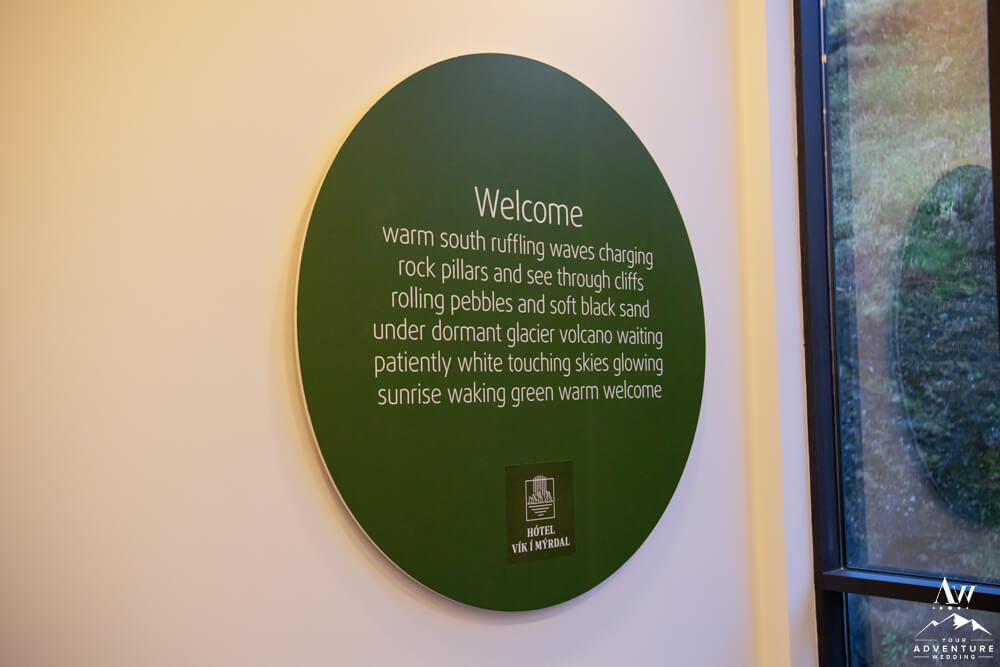 Welcome
warm south ruffling waves charging
rock pillars and see through cliffs
rolling pebbles and soft black sand
under dormant glacier volcano waiting
patiently white touching skies glowing
sunrise waking green warm welcome
HÓTEL
VÍK Í MÝRDAL
AW
YOUR
ADVENTURE
WEDDING